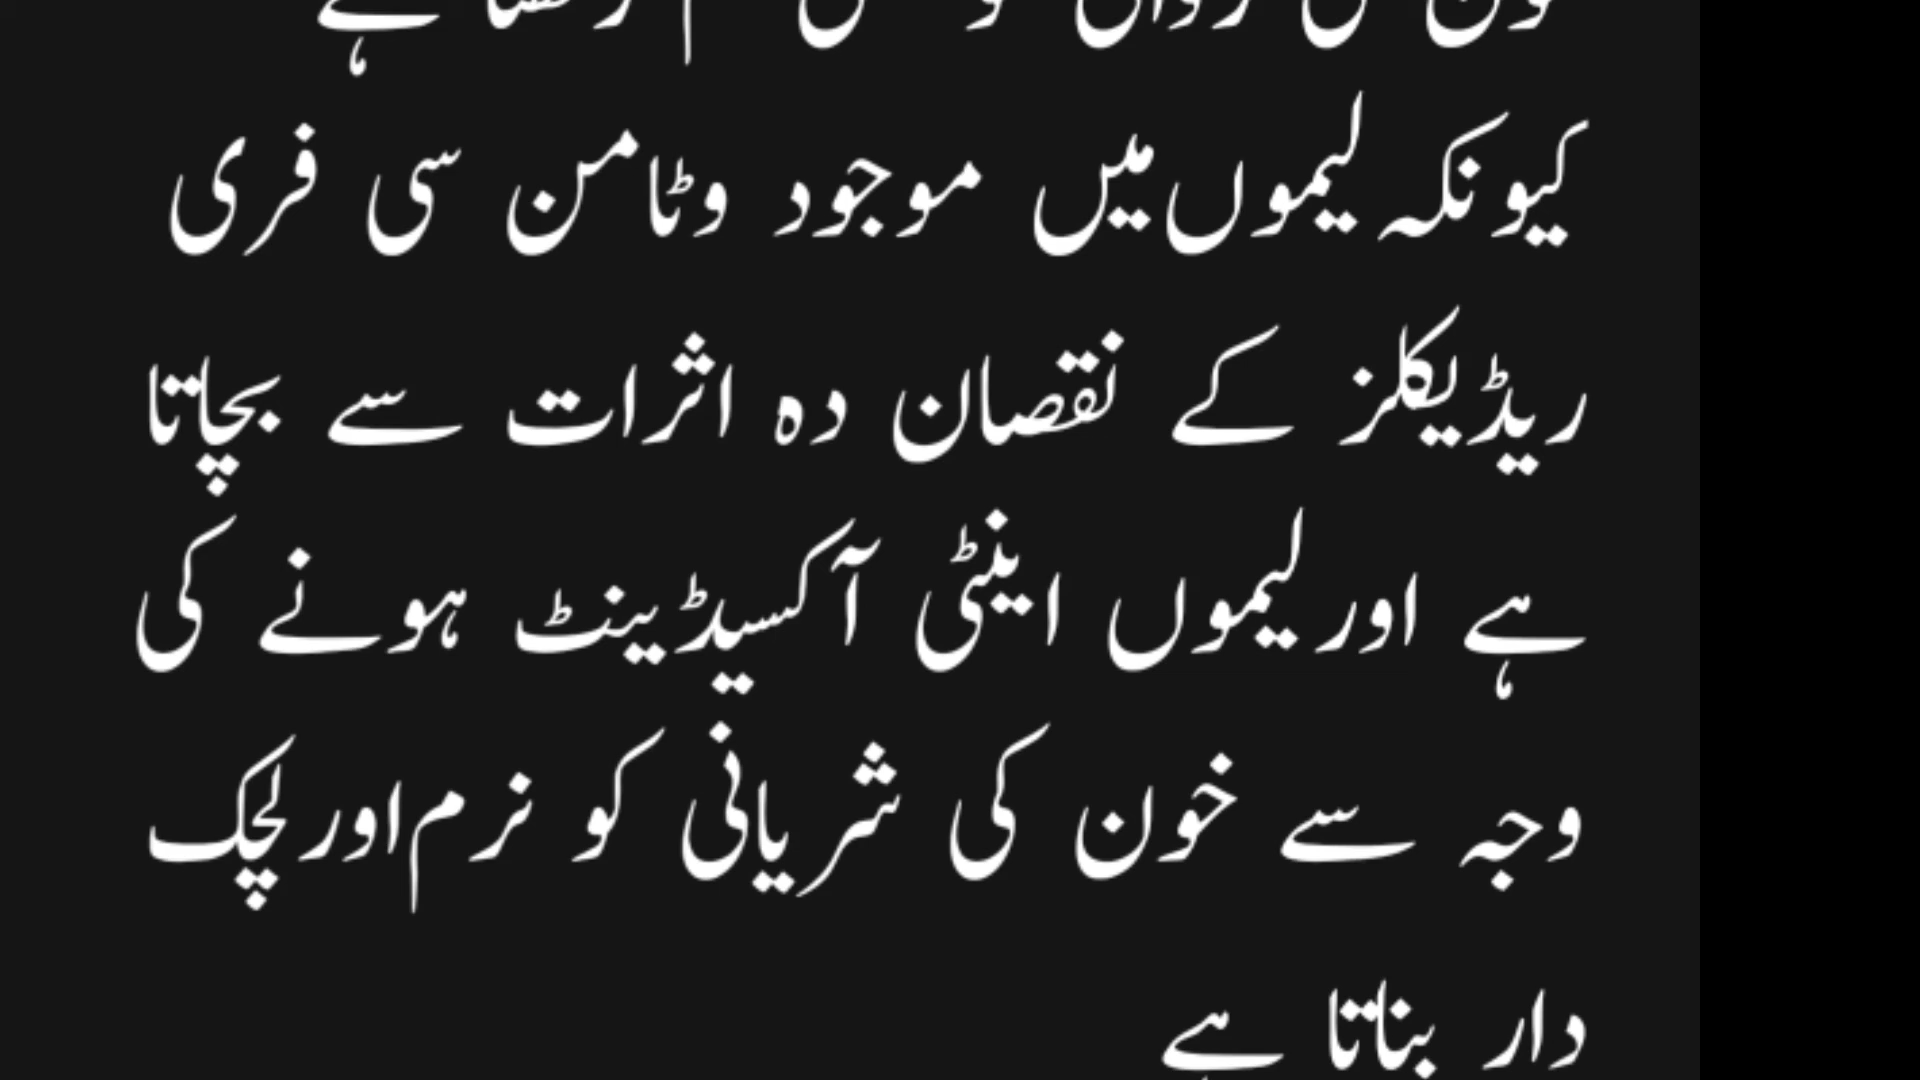 کیونکہ لیموں میں موجود وٹامن سی فری
ریڈیکلز کے نقصان دہ اثرات سے بچاتا
ہے اور لیموں اینٹی آکسیڈینٹ ہونے کی
وجہ سے خون کی شریانی کو نرم اور لچک
دار بناتا ہے